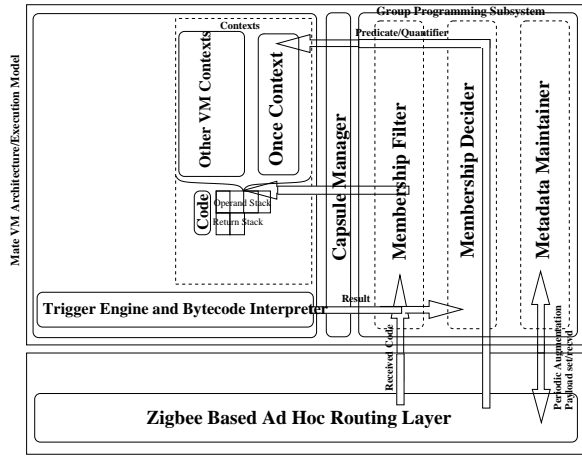 Group Programming Subsystem
Contexts
Predicate/Quantifier
Mate VM Architecture/Execution Model
Other VM Contexts
Once Context
Code
Operand Stack
Return Stack
Capsule Manager
Membership Filter
Membership Decider
Metadata Maintainer
Trigger Engine and Bytecode Interpreter
Result
Received Code
Periodic Augmentation
Payload set/recvd
Zigbee Based Ad Hoc Routing Layer